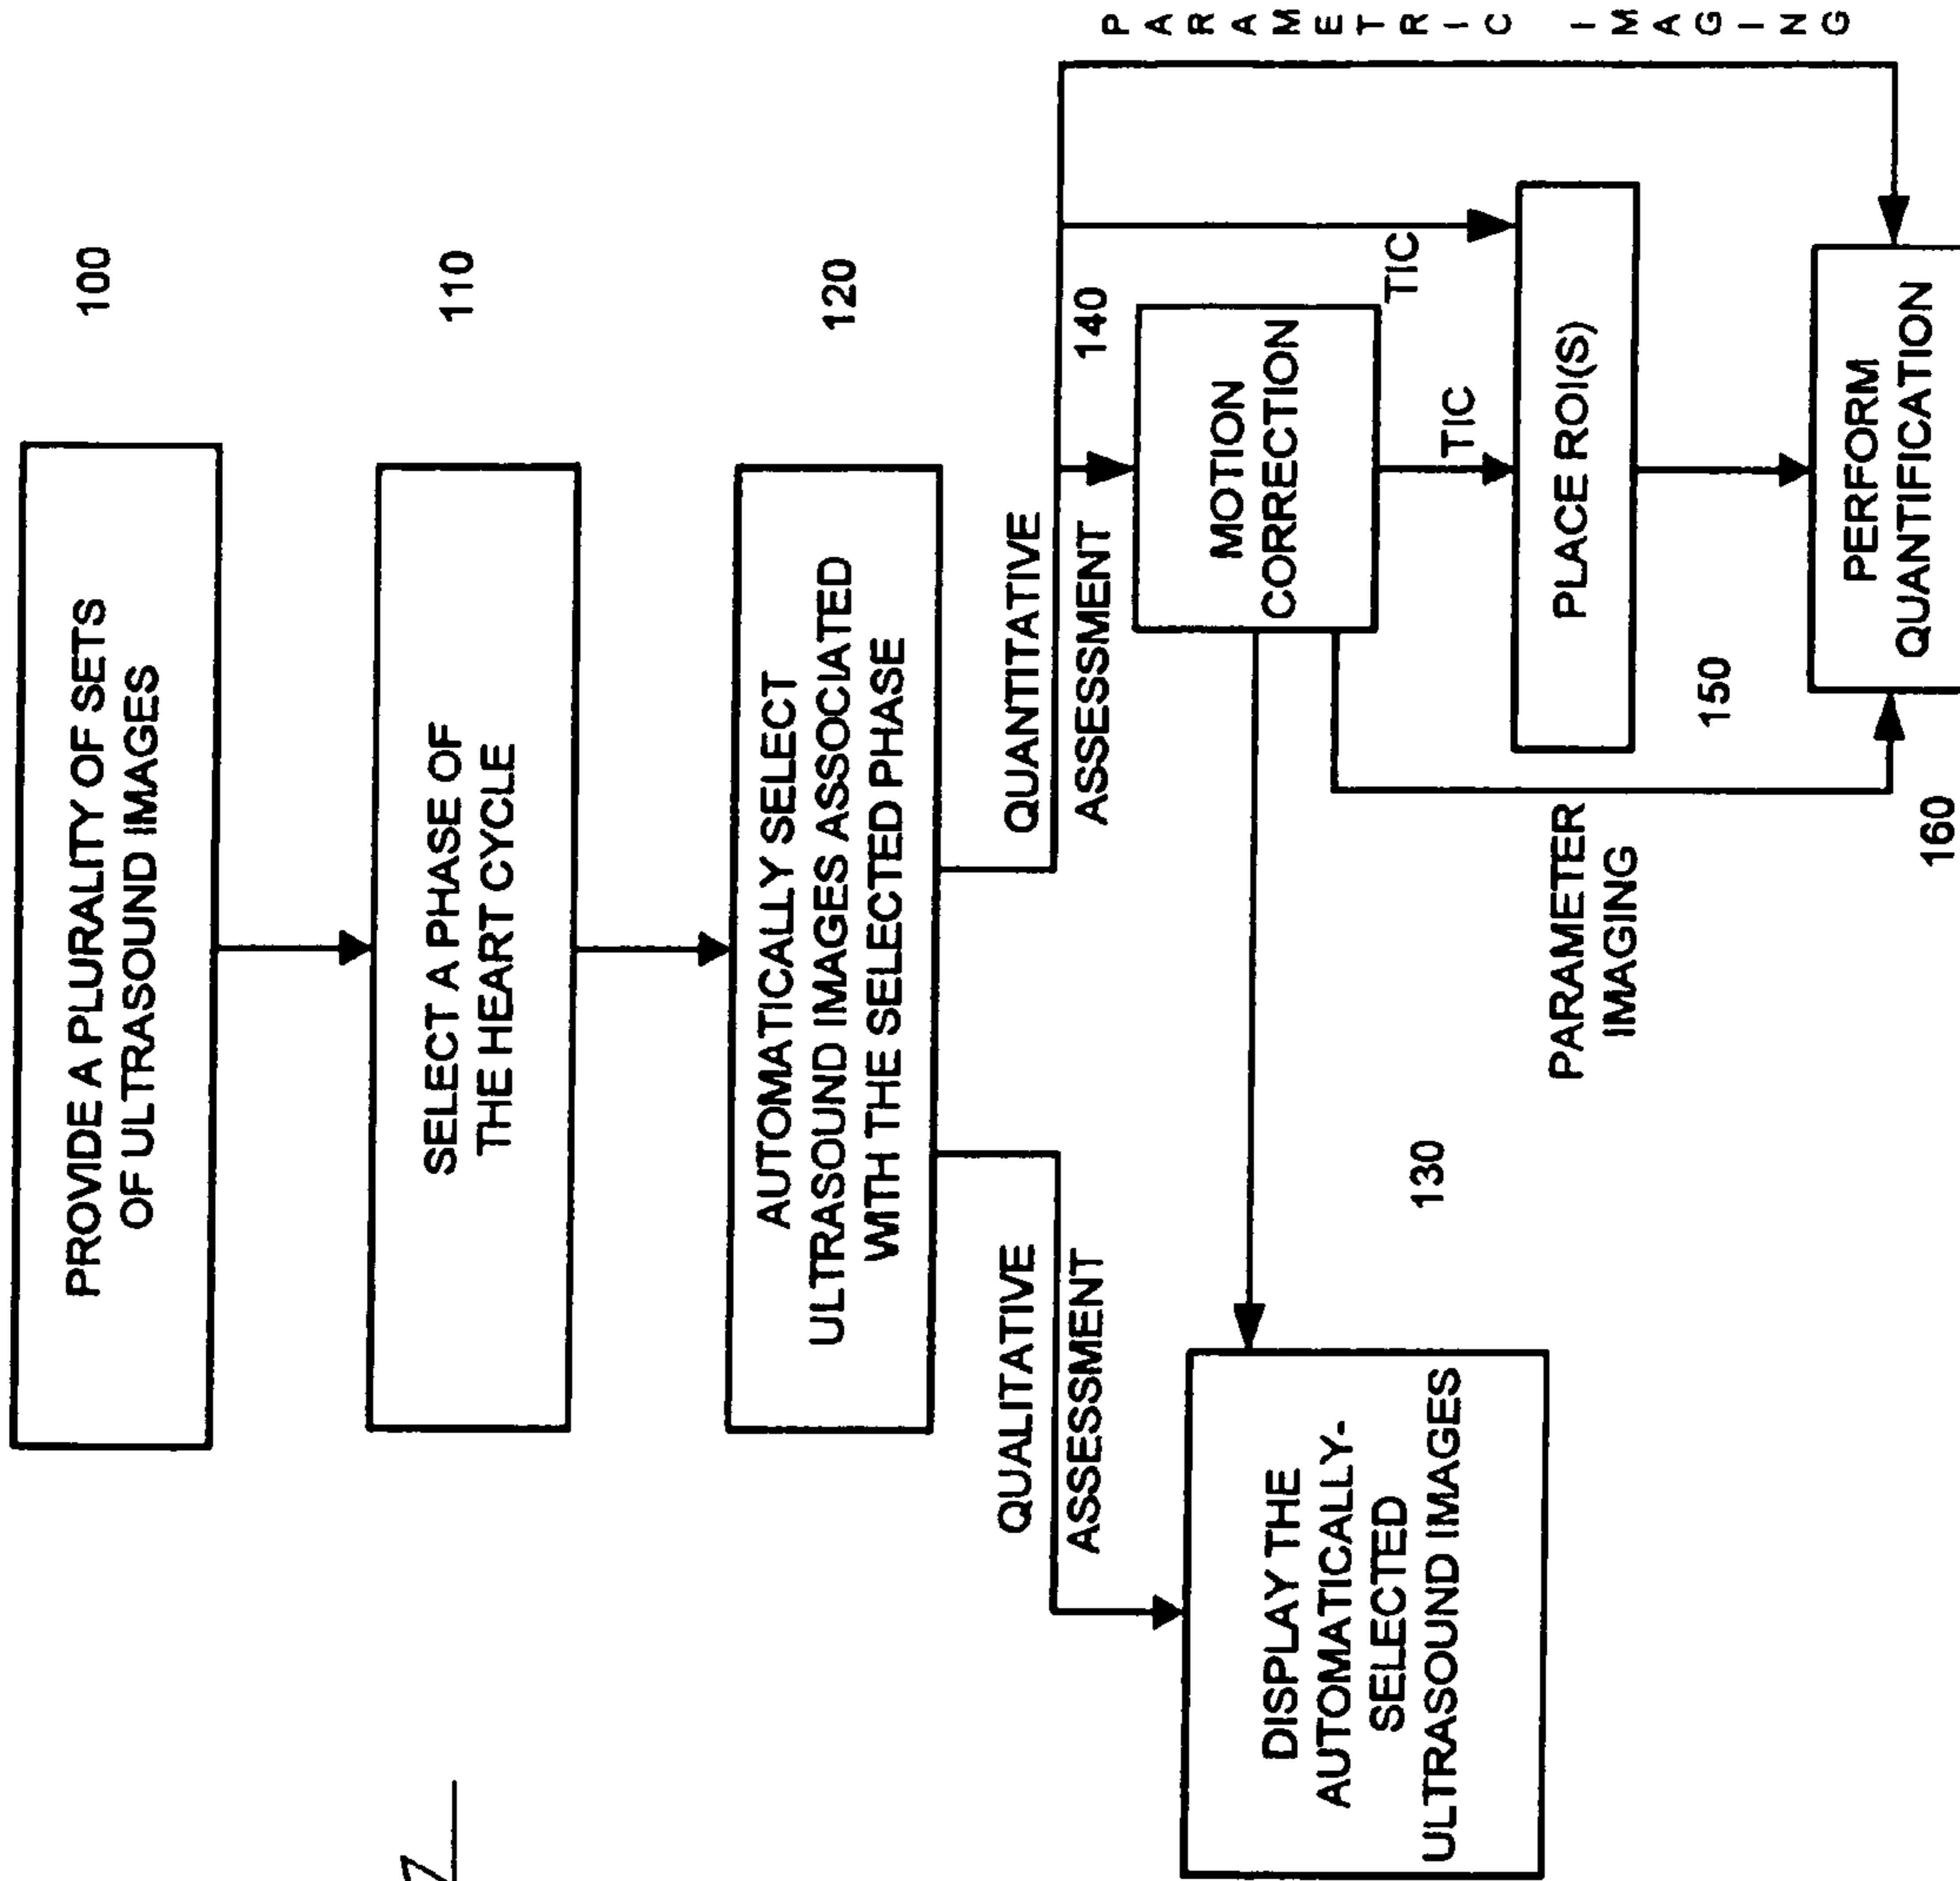 100
PROVIDE A PLURALITY OF SETS
OF ULTRASOUND IMAGES
110
SELECT A PHASE OF
THE HEART CYCLE
120
AUTOMATICALLY SELECT
ULTRASOUND IMAGES ASSOCIATED
WITH THE SELECTED PHASE
QUALITATIVE
ASSESSMENT
QUANTITATIVE
ASSESSMENT
140
DISPLAY THE
AUTOMATICALLY-
SELECTED
ULTRASOUND IMAGES
130
MOTION
CORRECTION
TIC
TIC
PLACE ROI(S)
150
PARAMETER
IMAGING
PERFORM
QUANTIFICATION
160
PARAMETRIC IMAGING